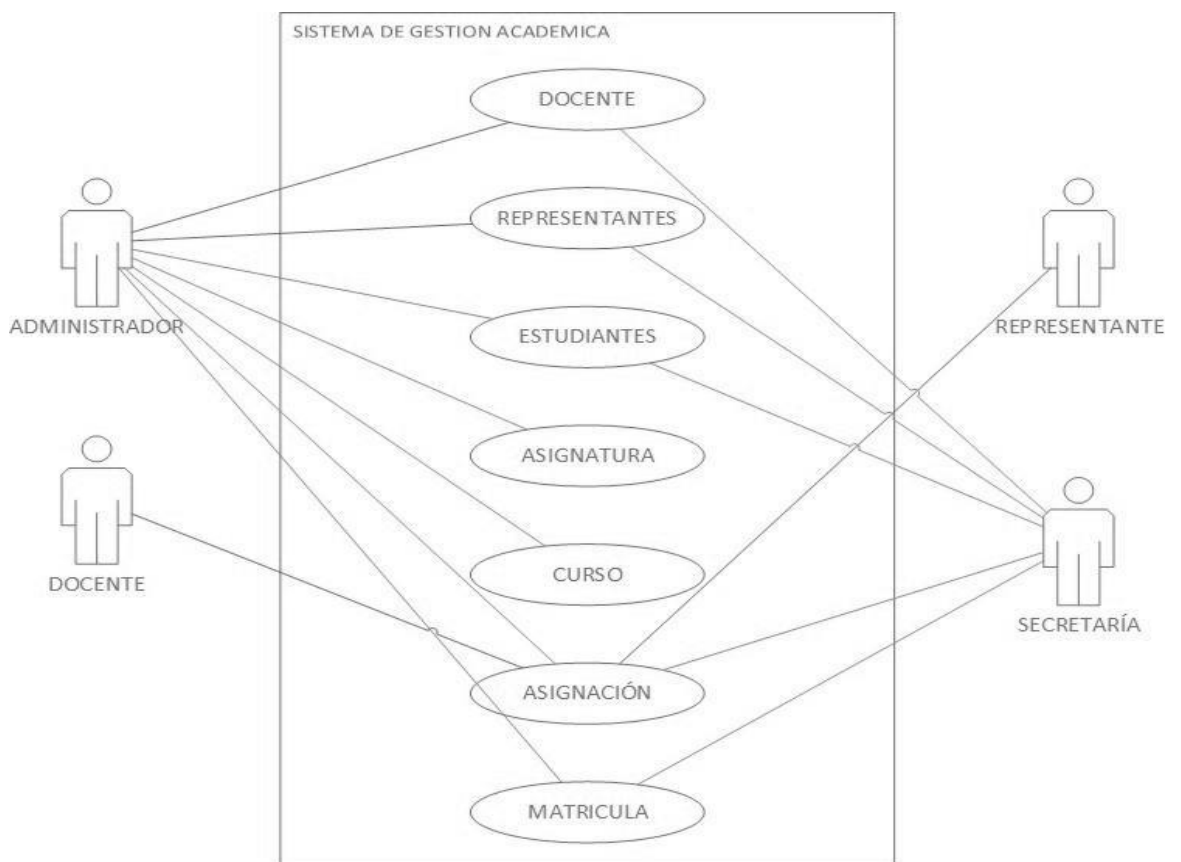 SISTEMA DE GESTION ACADEMICA
DOCENTE
REPRESENTANTES
ADMINISTRADOR
ESTUDIANTES
REPRESENTANTE
ASIGNATURA
DOCENTE
CURSO
SECRETARÍA
ASIGNACIÓN
MATRICULA